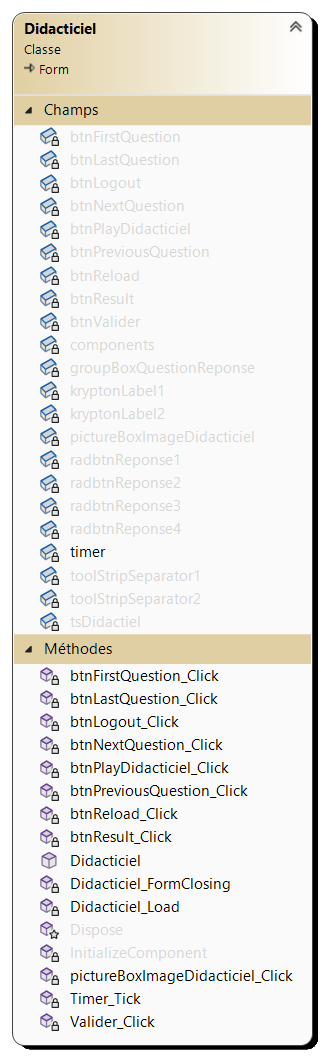 Didacticiel
Classe
Form
Champs
btnFirstQuestion
btnLastQuestion
btnLogout
btnNextQuestion
btnPlayDidacticiel
btnPreviousQuestion
btnReload
btnResult
btnValider
components
groupBoxQuestionReponse
kryptonLabel1
kryptonLabel2
pictureBoxImageDidacticiel
radbtnReponse1
radbtnReponse2
radbtnReponse3
radbtnReponse4
timer
toolStripSeparator1
toolStripSeparator2
tsDidactiel
Méthodes
btnFirstQuestion_Click
btnLastQuestion_Click
btnLogout_Click
btnNextQuestion_Click
btnPlayDidacticiel_Click
btnPreviousQuestion_Click
btnReload_Click
btnResult_Click
Didacticiel
Didacticiel_FormClosing
Didacticiel_Load
Dispose
InitializeComponent
pictureBoxImageDidacticiel_Click
Timer_Tick
Valider_Click